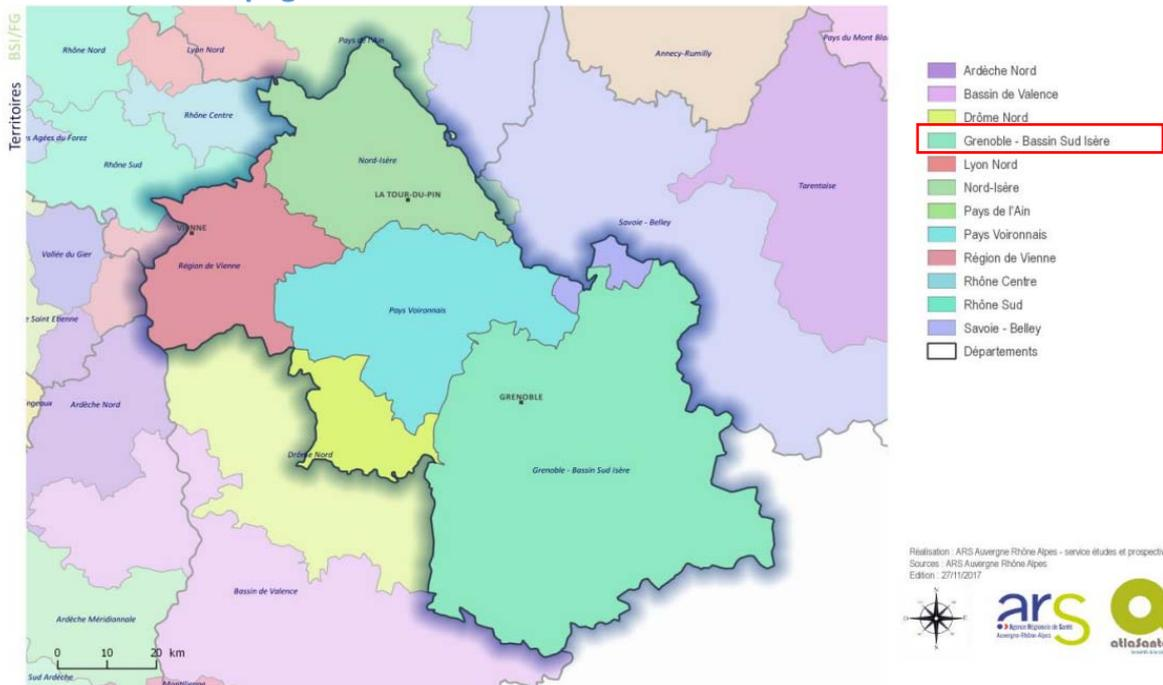 Territoires BSI/FG
Rhône Nord
Lyon Nord
Pays de l'Ain
Annecy-Rumilly
Pays du Mont
Rhône Centre
Agées du Forez
Rhône Sud
Nord-Isère
LA TOUR-DU-PIN
Tarentaise
Savoie - Belley
VIENNE
Vallée du Gier
Région de Vienne
Saint Etienne
Pays Voironnais
Ardèche Nord
GRENOBLE
Drôme Nord
Grenoble - Bassin Sud Isère
Bassin de Valence
Ardèche Méridionnale
0 10 20 km
Sud Ardèche
Ardèche Nord
Bassin de Valence
Drôme Nord
Grenoble - Bassin Sud Isère
Lyon Nord
Nord-Isère
Pays de l'Ain
Pays Voironnais
Région de Vienne
Rhône Centre
Rhône Sud
Savoie - Belley
Départements
Réalisation : ARS Auvergne Rhône Alpes - service études et prospective
Sources : ARS Auvergne Rhône Alpes
Edition : 27/11/2017
ars
Agence Régionale de Santé
Auvergne-Rhône-Alpes
atlaSanté